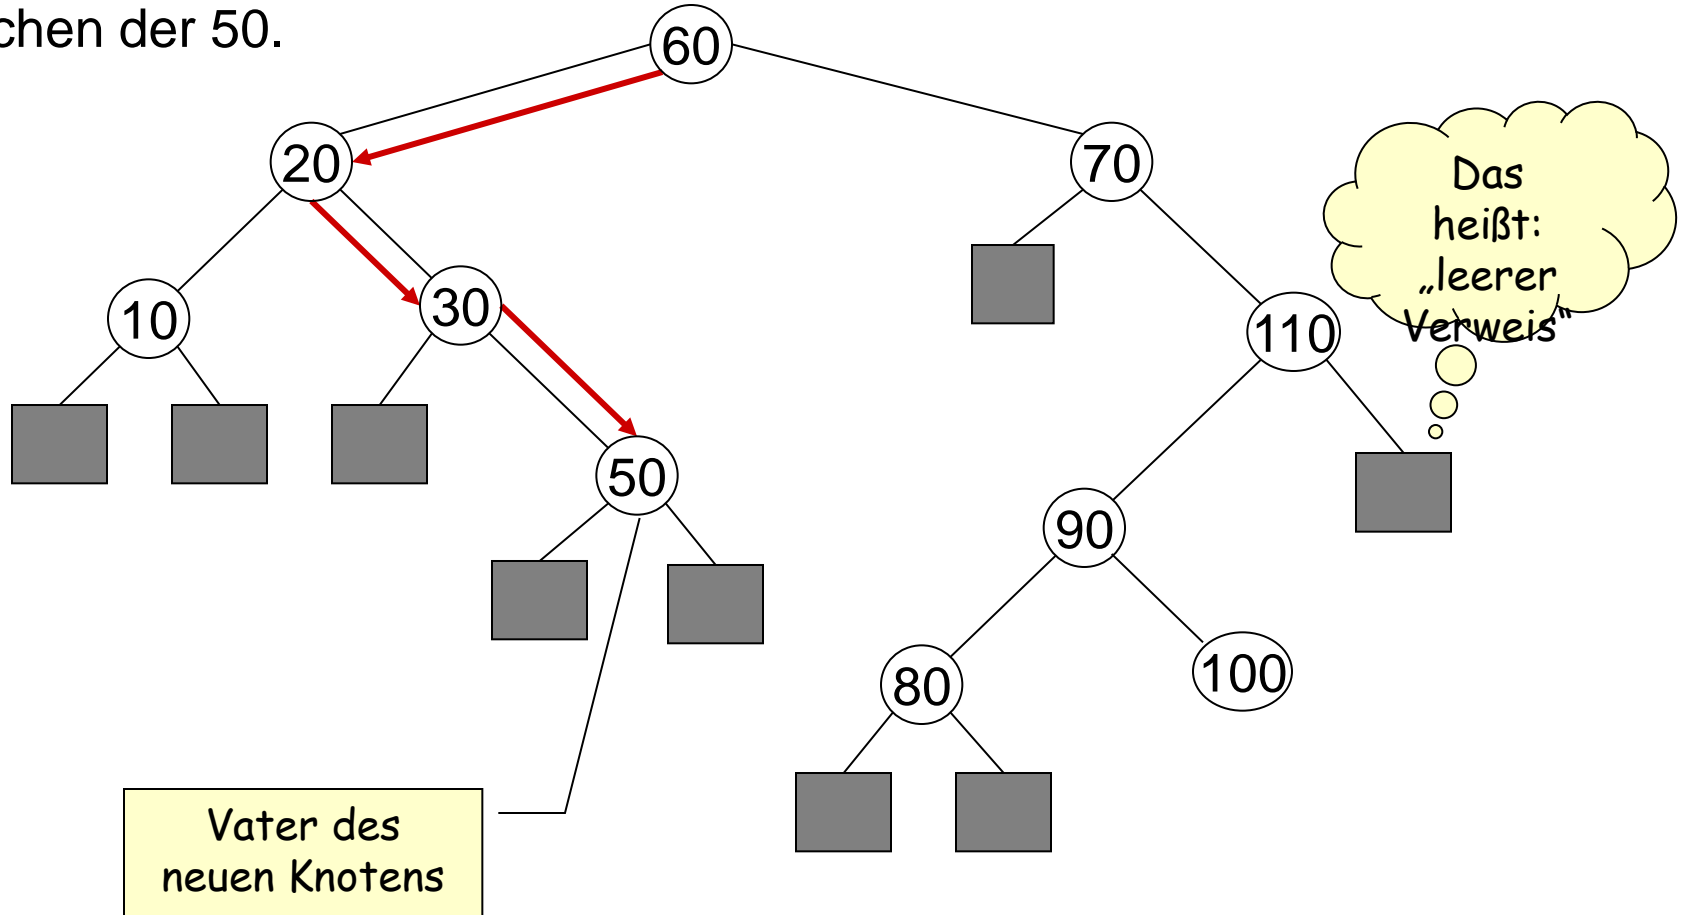 chen der 50.
60
20
70
Das
heißt:
„leerer
Verweis“
10
30
110
50
90
80
100
Vater des
neuen Knotens